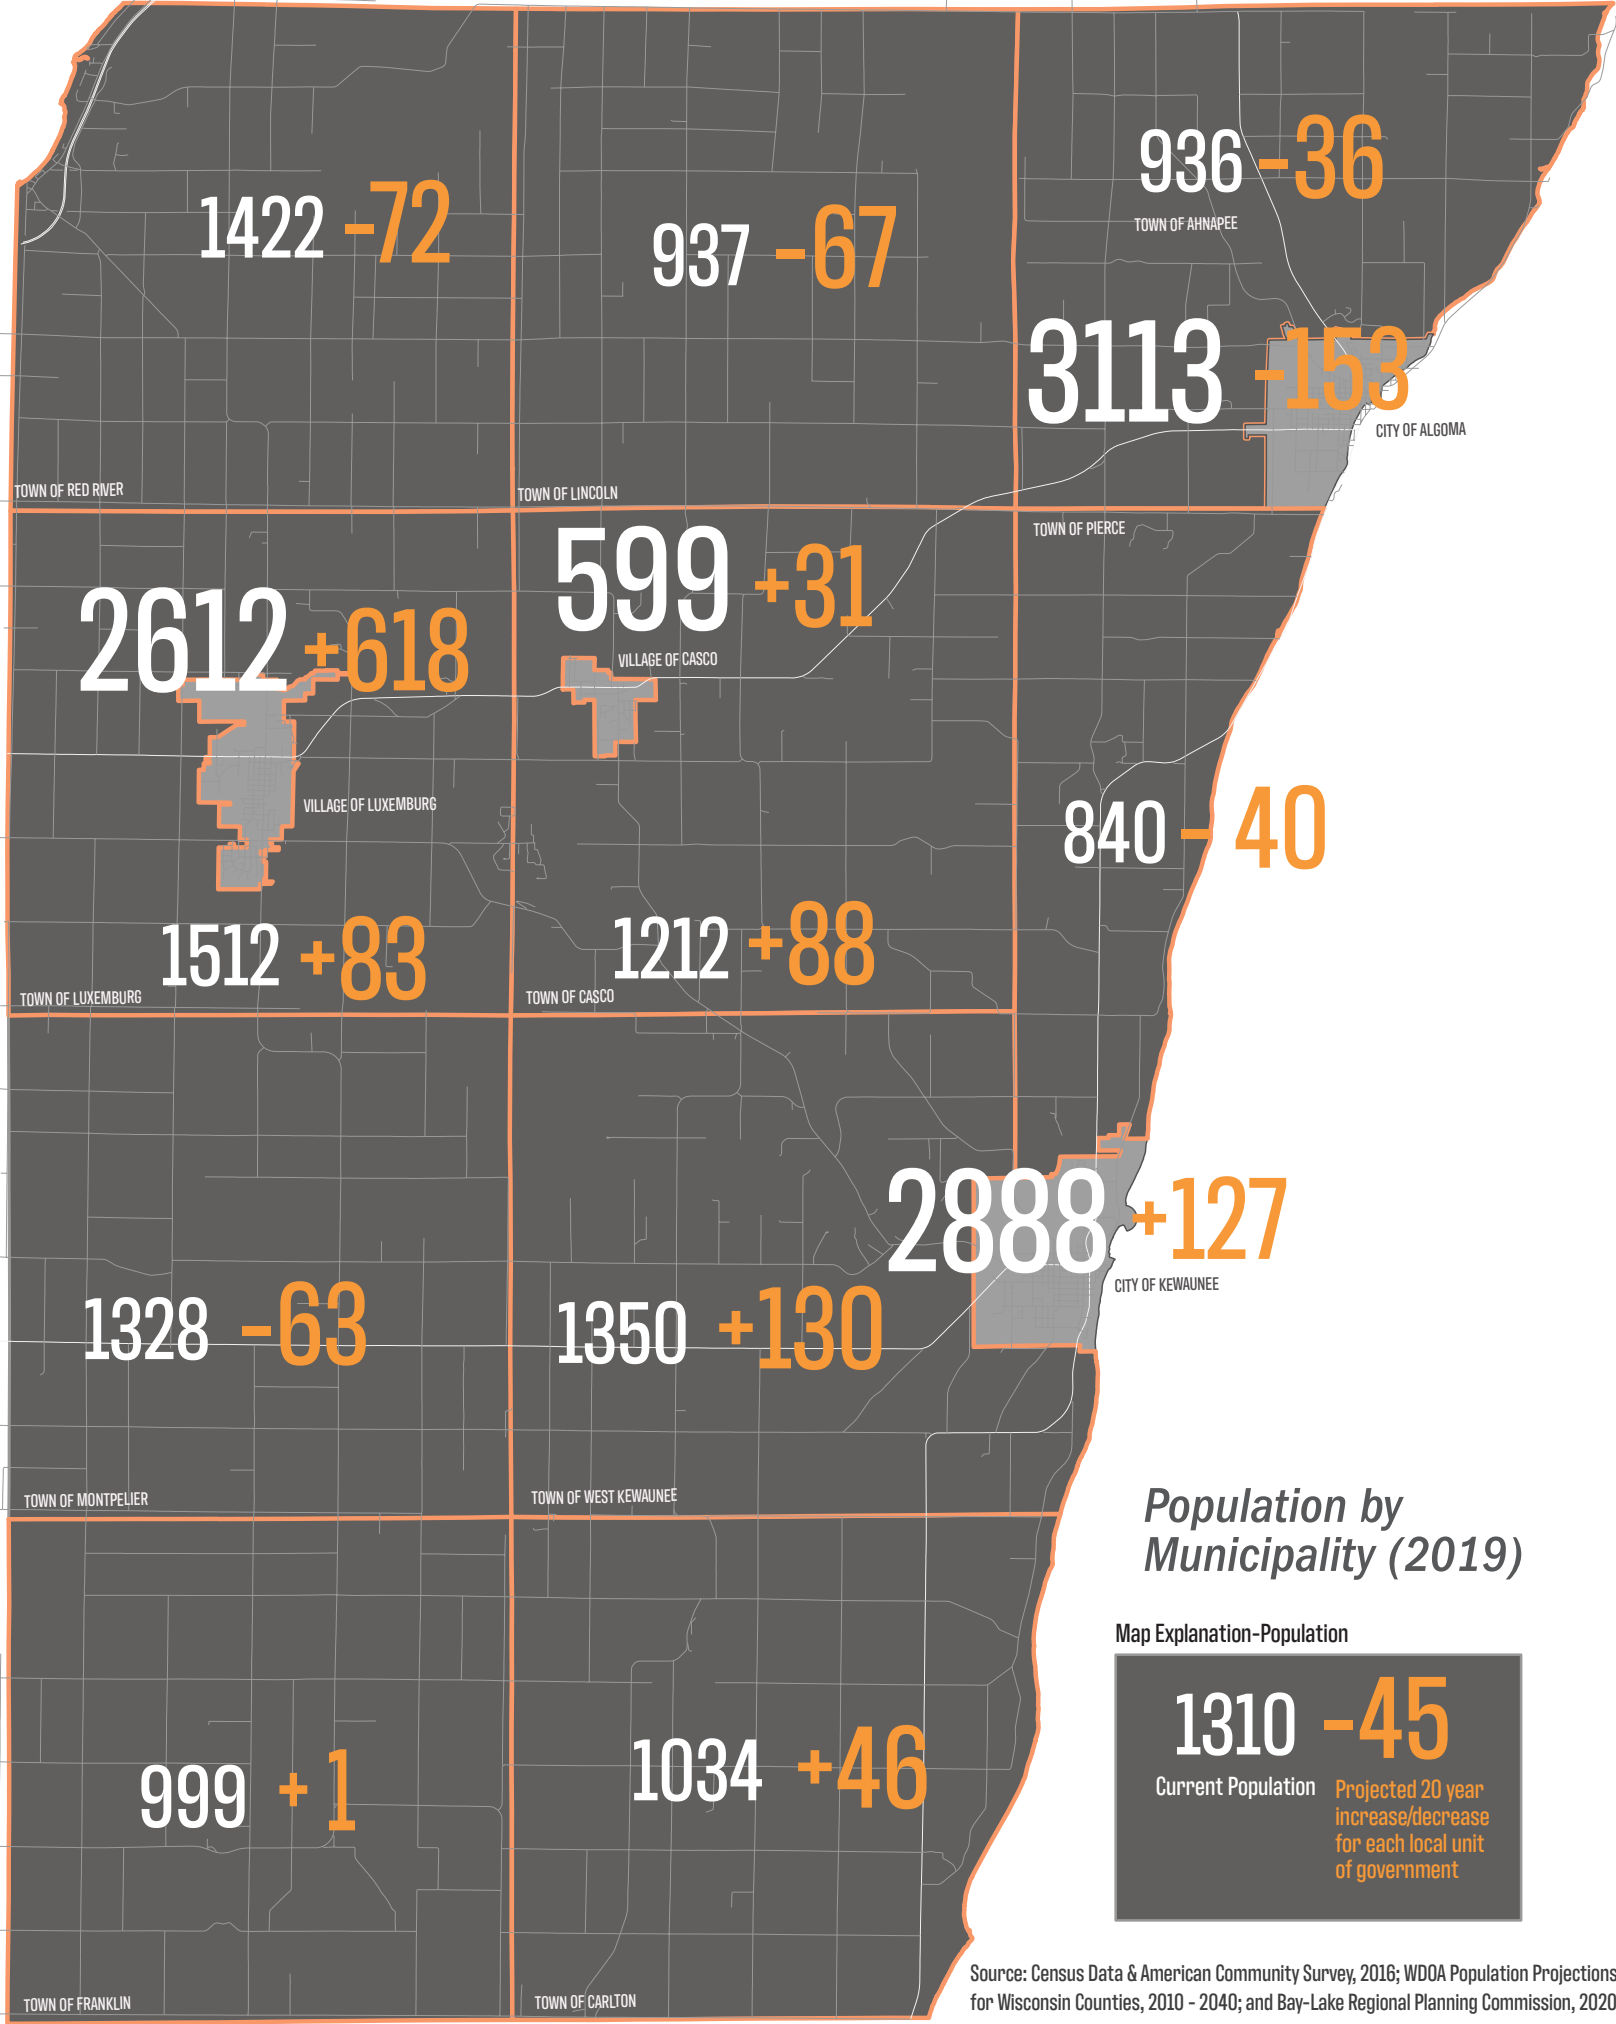 936 -36
TOWN OF AHNAPEE
1422 -72
937 -67
3113 -153
CITY OF ALGOMA
TOWN OF RED RIVER
TOWN OF LINCOLN
TOWN OF PIERCE
599 +31
2612 +618
VILLAGE OF CASCO
VILLAGE OF LUXEMBURG
840 - 40
1512 +83
1212 +88
TOWN OF LUXEMBURG
TOWN OF CASCO
2888 +127
CITY OF KEWAUNEE
1328 -63
1350 +130
TOWN OF MONTPELIER
TOWN OF WEST KEWAUNEE
Population by
Municipality (2019)
Map Explanation-Population
1310 -45
Current Population
Projected 20 year
increase/decrease
for each local unit
of government
999 + 1
1034 +46
TOWN OF FRANKLIN
TOWN OF CARLTON
Source: Census Data & American Community Survey, 2016; WDOA Population Projections
for Wisconsin Counties, 2010 - 2040; and Bay-Lake Regional Planning Commission, 2020